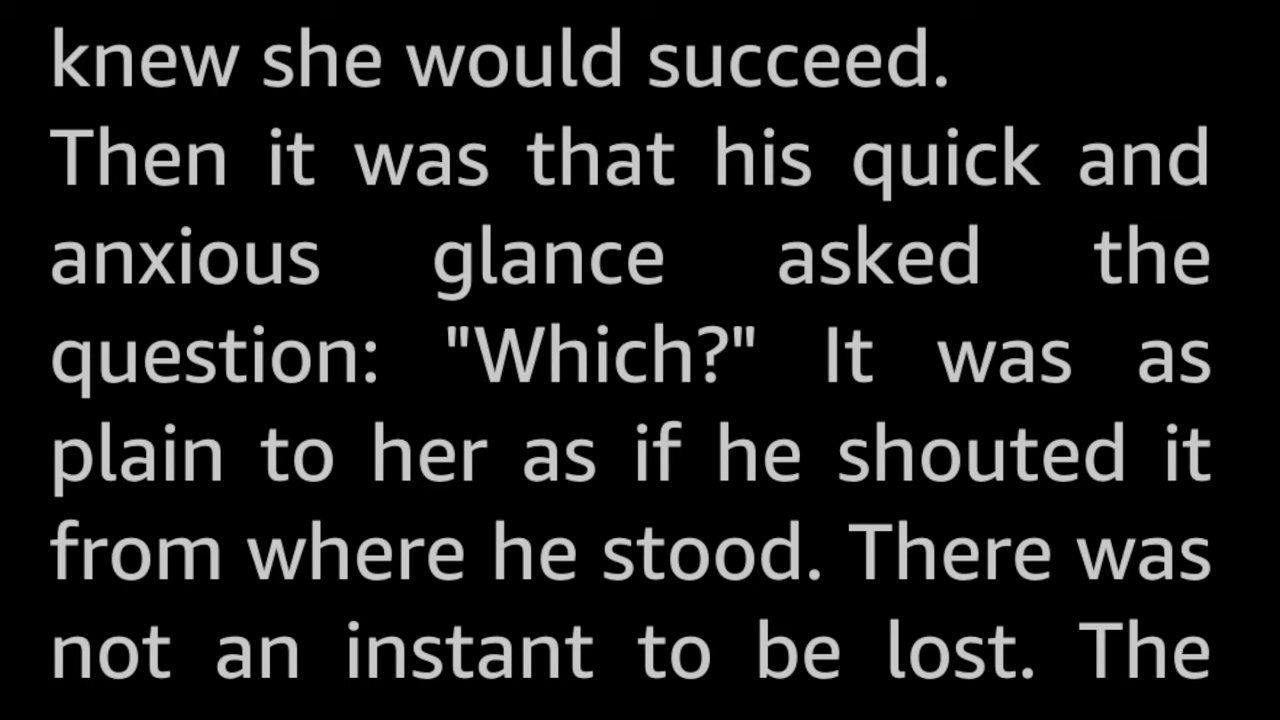 knew she would succeed.
Then it was that his quick and
anxious glance asked the
question: "Which?" It was as
plain to her as if he shouted it
from where he stood. There was
not an instant to be lost. The